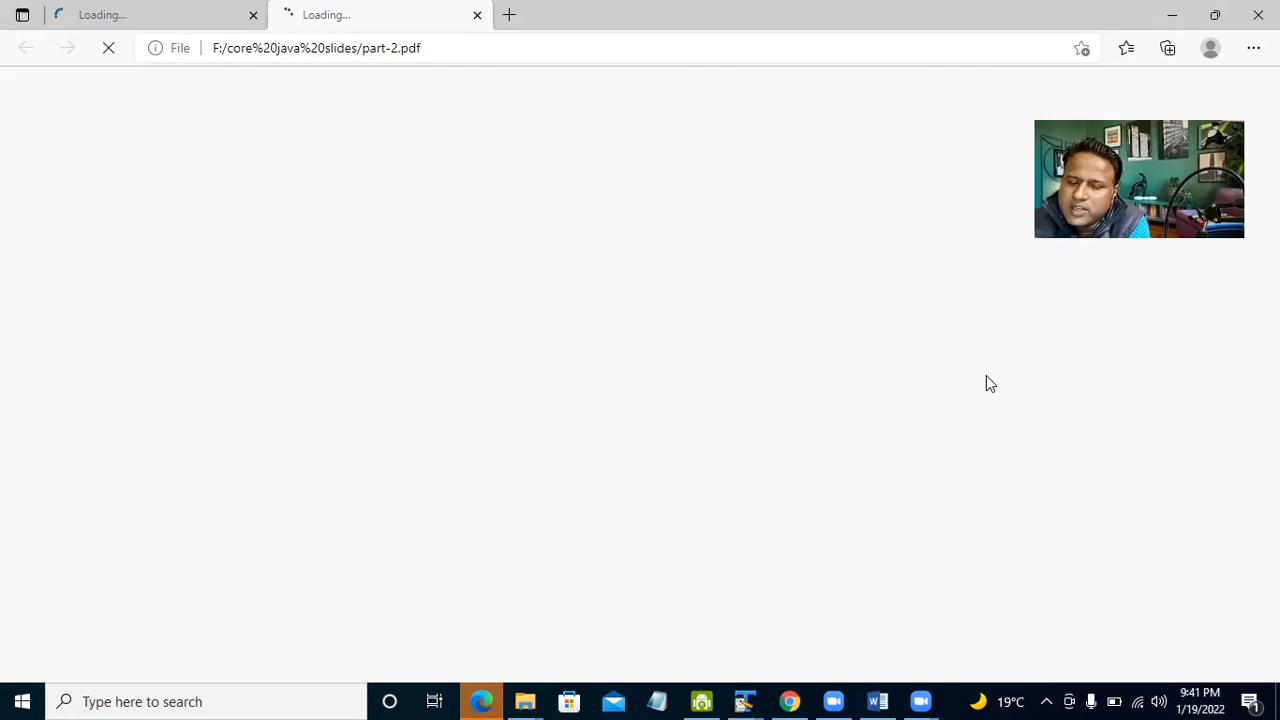 Loading...
Loading...
File
F:/core%20java%20slides/part-2.pdf
Type here to search
19°C
9:41 PM
1/19/2022
1